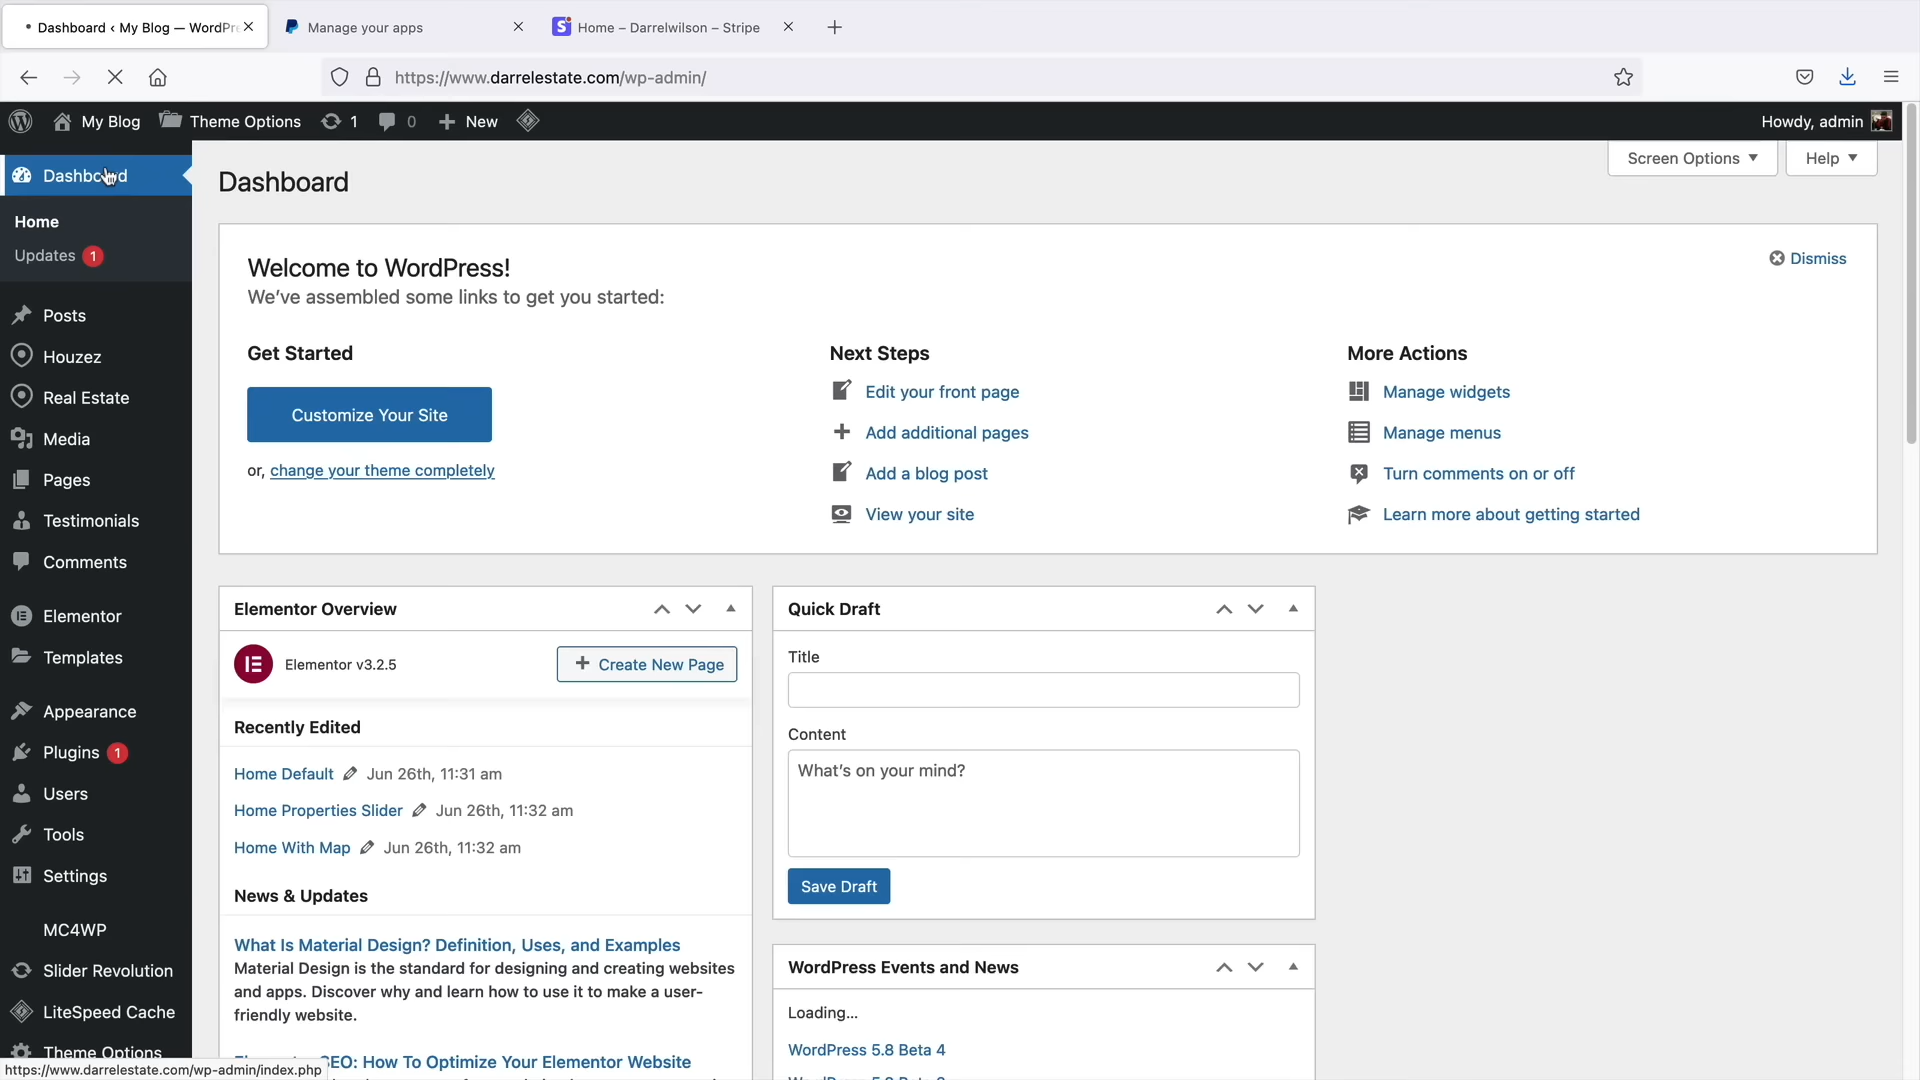 Dashboard ‹ My Blog — WordPre
Manage your apps
Home – Darrelwilson – Stripe
https://www.darrelestate.com/wp-admin/
My Blog
Theme Options
1
0
New
Howdy, admin
Dashboard
Home
Updates 1
Posts
Houzez
Real Estate
Media
Pages
Testimonials
Comments
Elementor
Templates
Appearance
Plugins 1
Users
Tools
Settings
MC4WP
Slider Revolution
LiteSpeed Cache
Theme Options
https://www.darrelestate.com/wp-admin/index.php
Dashboard
Screen Options
Help
Welcome to WordPress!
We've assembled some links to get you started:
Dismiss
Get Started
Customize Your Site
or, change your theme completely
Next Steps
Edit your front page
Add additional pages
Add a blog post
View your site
More Actions
Manage widgets
Manage menus
Turn comments on or off
Learn more about getting started
Elementor Overview
Elementor v3.2.5
Create New Page
Recently Edited
Home Default Jun 26th, 11:31 am
Home Properties Slider Jun 26th, 11:32 am
Home With Map Jun 26th, 11:32 am
News & Updates
What Is Material Design? Definition, Uses, and Examples
Material Design is the standard for designing and creating websites
and apps. Discover why and learn how to use it to make a user-
friendly website.
SEO: How To Optimize Your Elementor Website
Quick Draft
Title
Content
What's on your mind?
Save Draft
WordPress Events and News
Loading...
WordPress 5.8 Beta 4